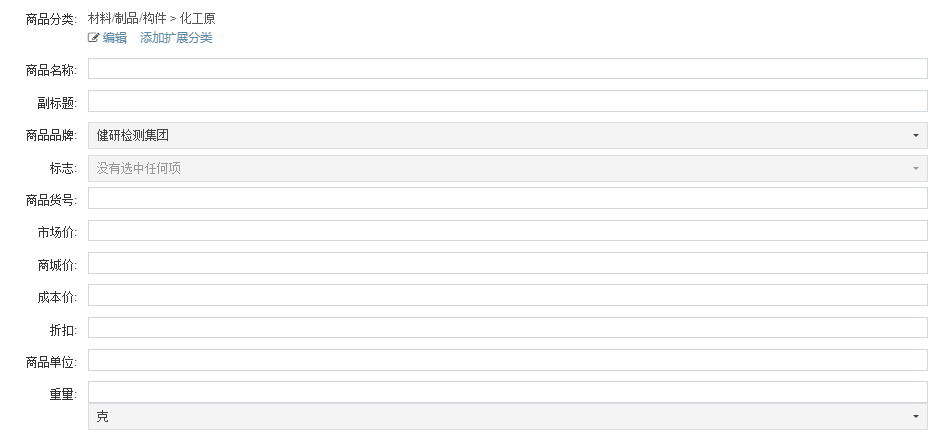 商品分类: 材料/制品/构件 > 化工原
编辑 添加扩展分类
商品名称:
副标题:
商品品牌: 健研检测集团
标志: 没有选中任何项
商品货号:
市场价:
商城价:
成本价:
折扣:
商品单位:
重量:
克